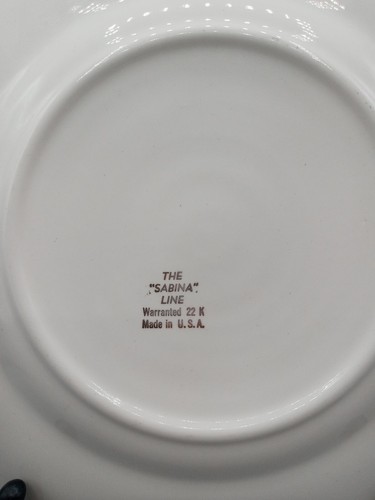 THE
"SABINA"
LINE
Warranted 22 K
Made in U.S.A.